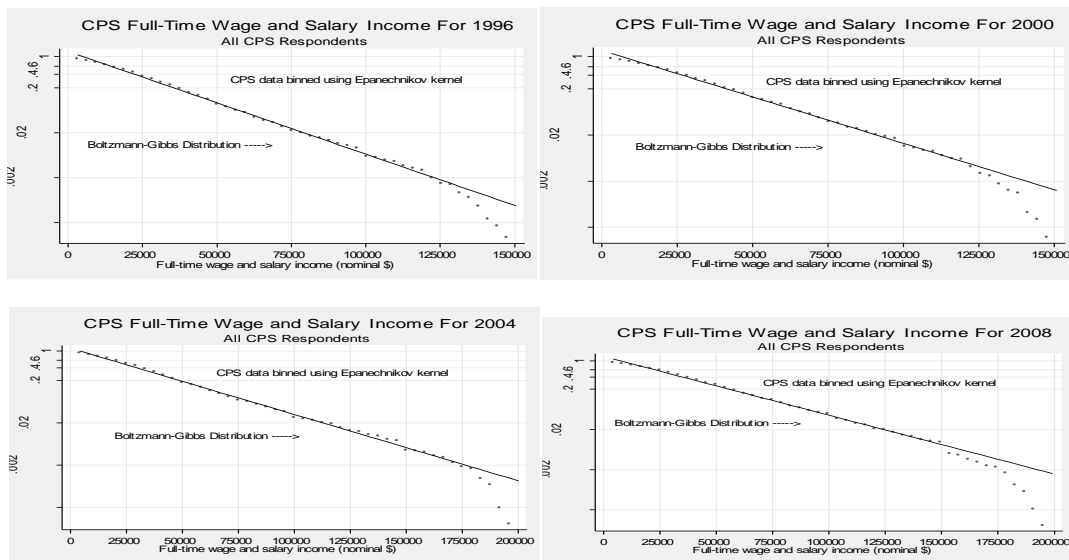 CPS Full-Time Wage and Salary Income For 1996
All CPS Respondents
1
.4.6
.2
.02
.002
CPS data binned using Epanechnikov kernel
Boltzmann-Gibbs Distribution ---->
0 25000 50000 75000 100000 125000 150000
Full-time wage and salary income (nominal $)
CPS Full-Time Wage and Salary Income For 2000
All CPS Respondents
1
.4.6
.2
.02
.002
CPS data binned using Epanechnikov kernel
Boltzmann-Gibbs Distribution ---->
0 25000 50000 75000 100000 125000 150000
Full-time wage and salary income (nominal $)
CPS Full-Time Wage and Salary Income For 2004
All CPS Respondents
1
.4.6
.2
.02
.002
CPS data binned using Epanechnikov kernel
Boltzmann-Gibbs Distribution ---->
0 25000 50000 75000 100000 125000 150000 175000 200000
Full-time wage and salary income (nominal $)
CPS Full-Time Wage and Salary Income For 2008
All CPS Respondents
1
.4.6
.2
.02
.002
CPS data binned using Epanechnikov kernel
Boltzmann-Gibbs Distribution ---->
0 25000 50000 75000 100000 125000 150000 175000 200000
Full-time wage and salary income (nominal $)